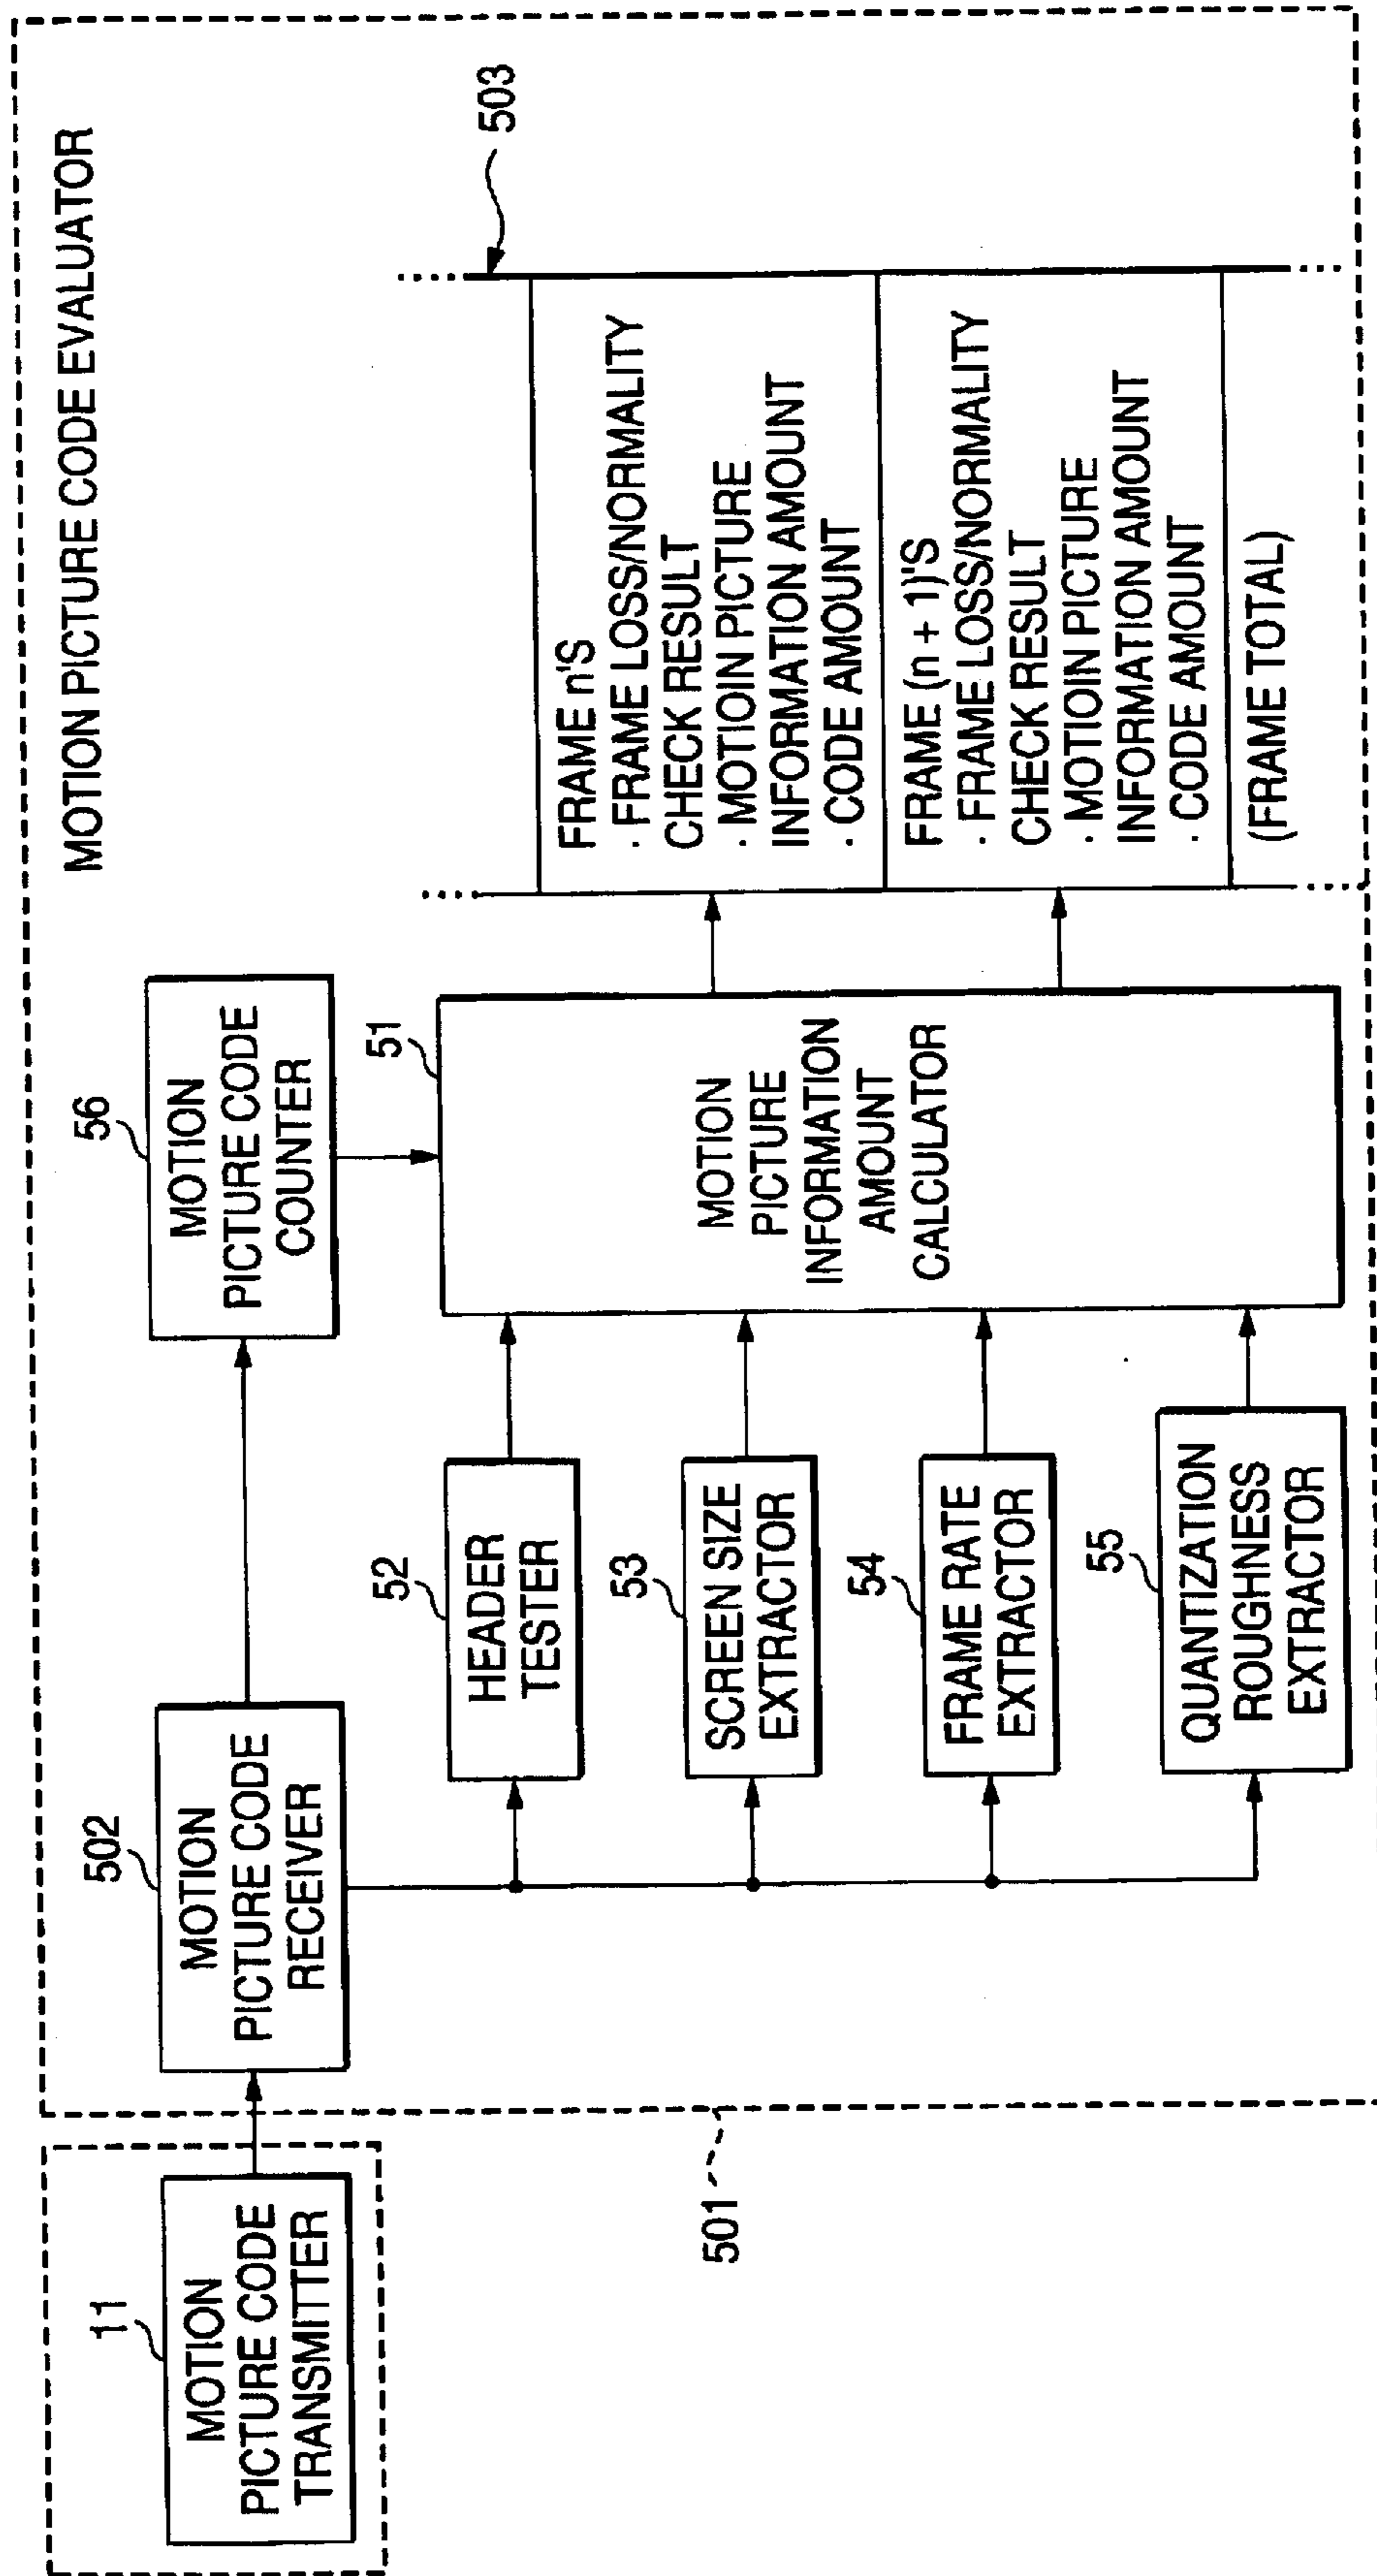 MOTION PICTURE CODE EVALUATOR
11
MOTION
PICTURE CODE
TRANSMITTER
501
502
MOTION
PICTURE CODE
RECEIVER
56
MOTION
PICTURE CODE
COUNTER
52
HEADER
TESTER
53
SCREEN SIZE
EXTRACTOR
54
FRAME RATE
EXTRACTOR
55
QUANTIZATION
ROUGHNESS
EXTRACTOR
51
MOTION
PICTURE
INFORMATION
AMOUNT
CALCULATOR
503
FRAME n'S
· FRAME LOSS/NORMALITY
CHECK RESULT
· MOTIOIN PICTURE
INFORMATION AMOUNT
· CODE AMOUNT
FRAME (n + 1)'S
· FRAME LOSS/NORMALITY
CHECK RESULT
· MOTIOIN PICTURE
INFORMATION AMOUNT
· CODE AMOUNT
(FRAME TOTAL)